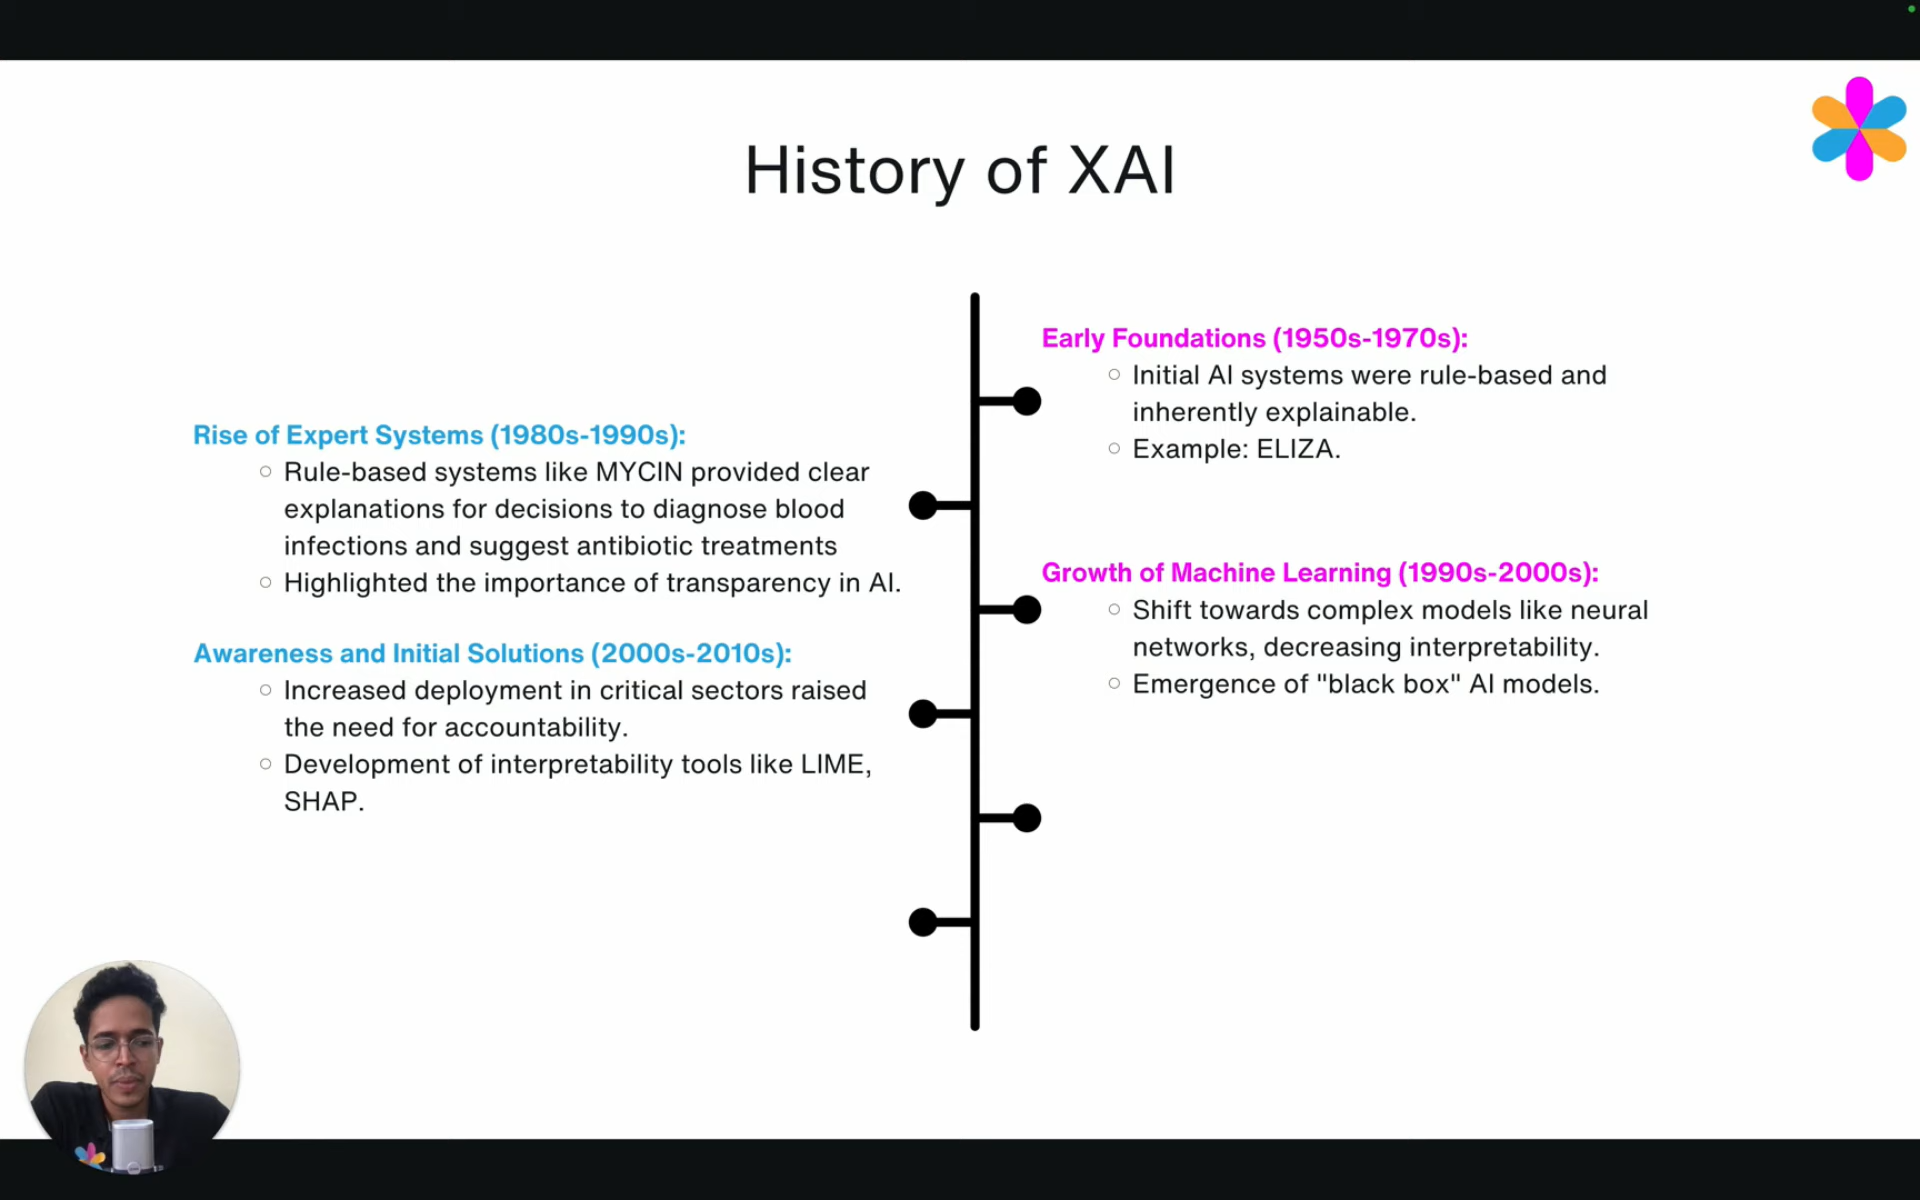 History of XAI
Early Foundations (1950s-1970s):
○ Initial AI systems were rule-based and
inherently explainable.
○ Example: ELIZA.
Rise of Expert Systems (1980s-1990s):
○ Rule-based systems like MYCIN provided clear
explanations for decisions to diagnose blood
infections and suggest antibiotic treatments
○ Highlighted the importance of transparency in AI.
Growth of Machine Learning (1990s-2000s):
○ Shift towards complex models like neural
networks, decreasing interpretability.
○ Emergence of "black box" AI models.
Awareness and Initial Solutions (2000s-2010s):
○ Increased deployment in critical sectors raised
the need for accountability.
○ Development of interpretability tools like LIME,
SHAP.